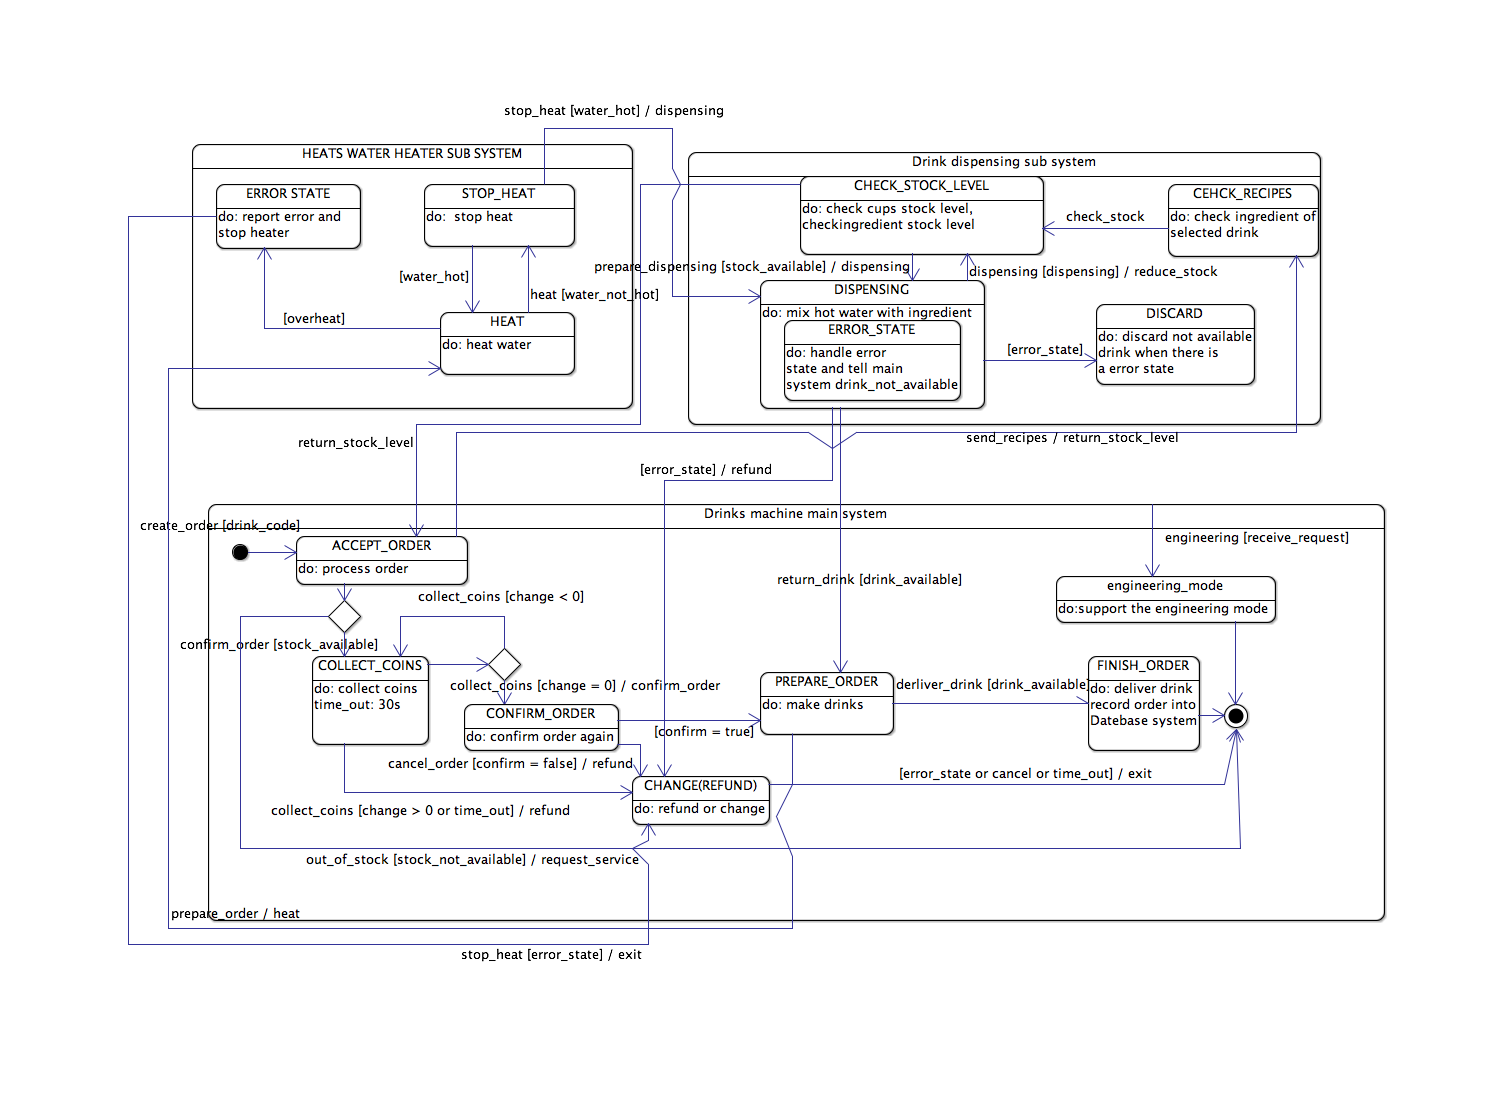 stop_heat [water_hot] / dispensing
HEATS WATER HEATER SUB SYSTEM
ERROR STATE
do: report error and
stop heater
STOP_HEAT
do:  stop heat
[water_hot]
heat [water_not_hot]
[overheat]
HEAT
do: heat water
Drink dispensing sub system
CHECK_STOCK_LEVEL
do: check cups stock level,
checkingredient stock level
check_stock
CEHCK_RECIPES
do: check ingredient of
selected drink
prepare_dispensing [stock_available] / dispensing
dispensing [dispensing] / reduce_stock
DISPENSING
do: mix hot water with ingredient
ERROR_STATE
do: handle error
state and tell main
system drink_not_available
[error_state]
DISCARD
do: discard not available
drink when there is
a error state
return_stock_level
send_recipes / return_stock_level
[error_state] / refund
Drinks machine main system
create_order [drink_code]
ACCEPT_ORDER
do: process order
engineering [receive_request]
return_drink [drink_available]
engineering_mode
do:support the engineering mode
collect_coins [change < 0]
confirm_order [stock_available]
COLLECT_COINS
do: collect coins
time_out: 30s
collect_coins [change = 0] / confirm_order
CONFIRM_ORDER
do: confirm order again
[confirm = true]
PREPARE_ORDER
do: make drinks
derliver_drink [drink_available]
FINISH_ORDER
do: deliver drink
record order into
Datebase system
cancel_order [confirm = false] / refund
CHANGE(REFUND)
do: refund or change
[error_state or cancel or time_out] / exit
collect_coins [change > 0 or time_out] / refund
out_of_stock [stock_not_available] / request_service
prepare_order / heat
stop_heat [error_state] / exit